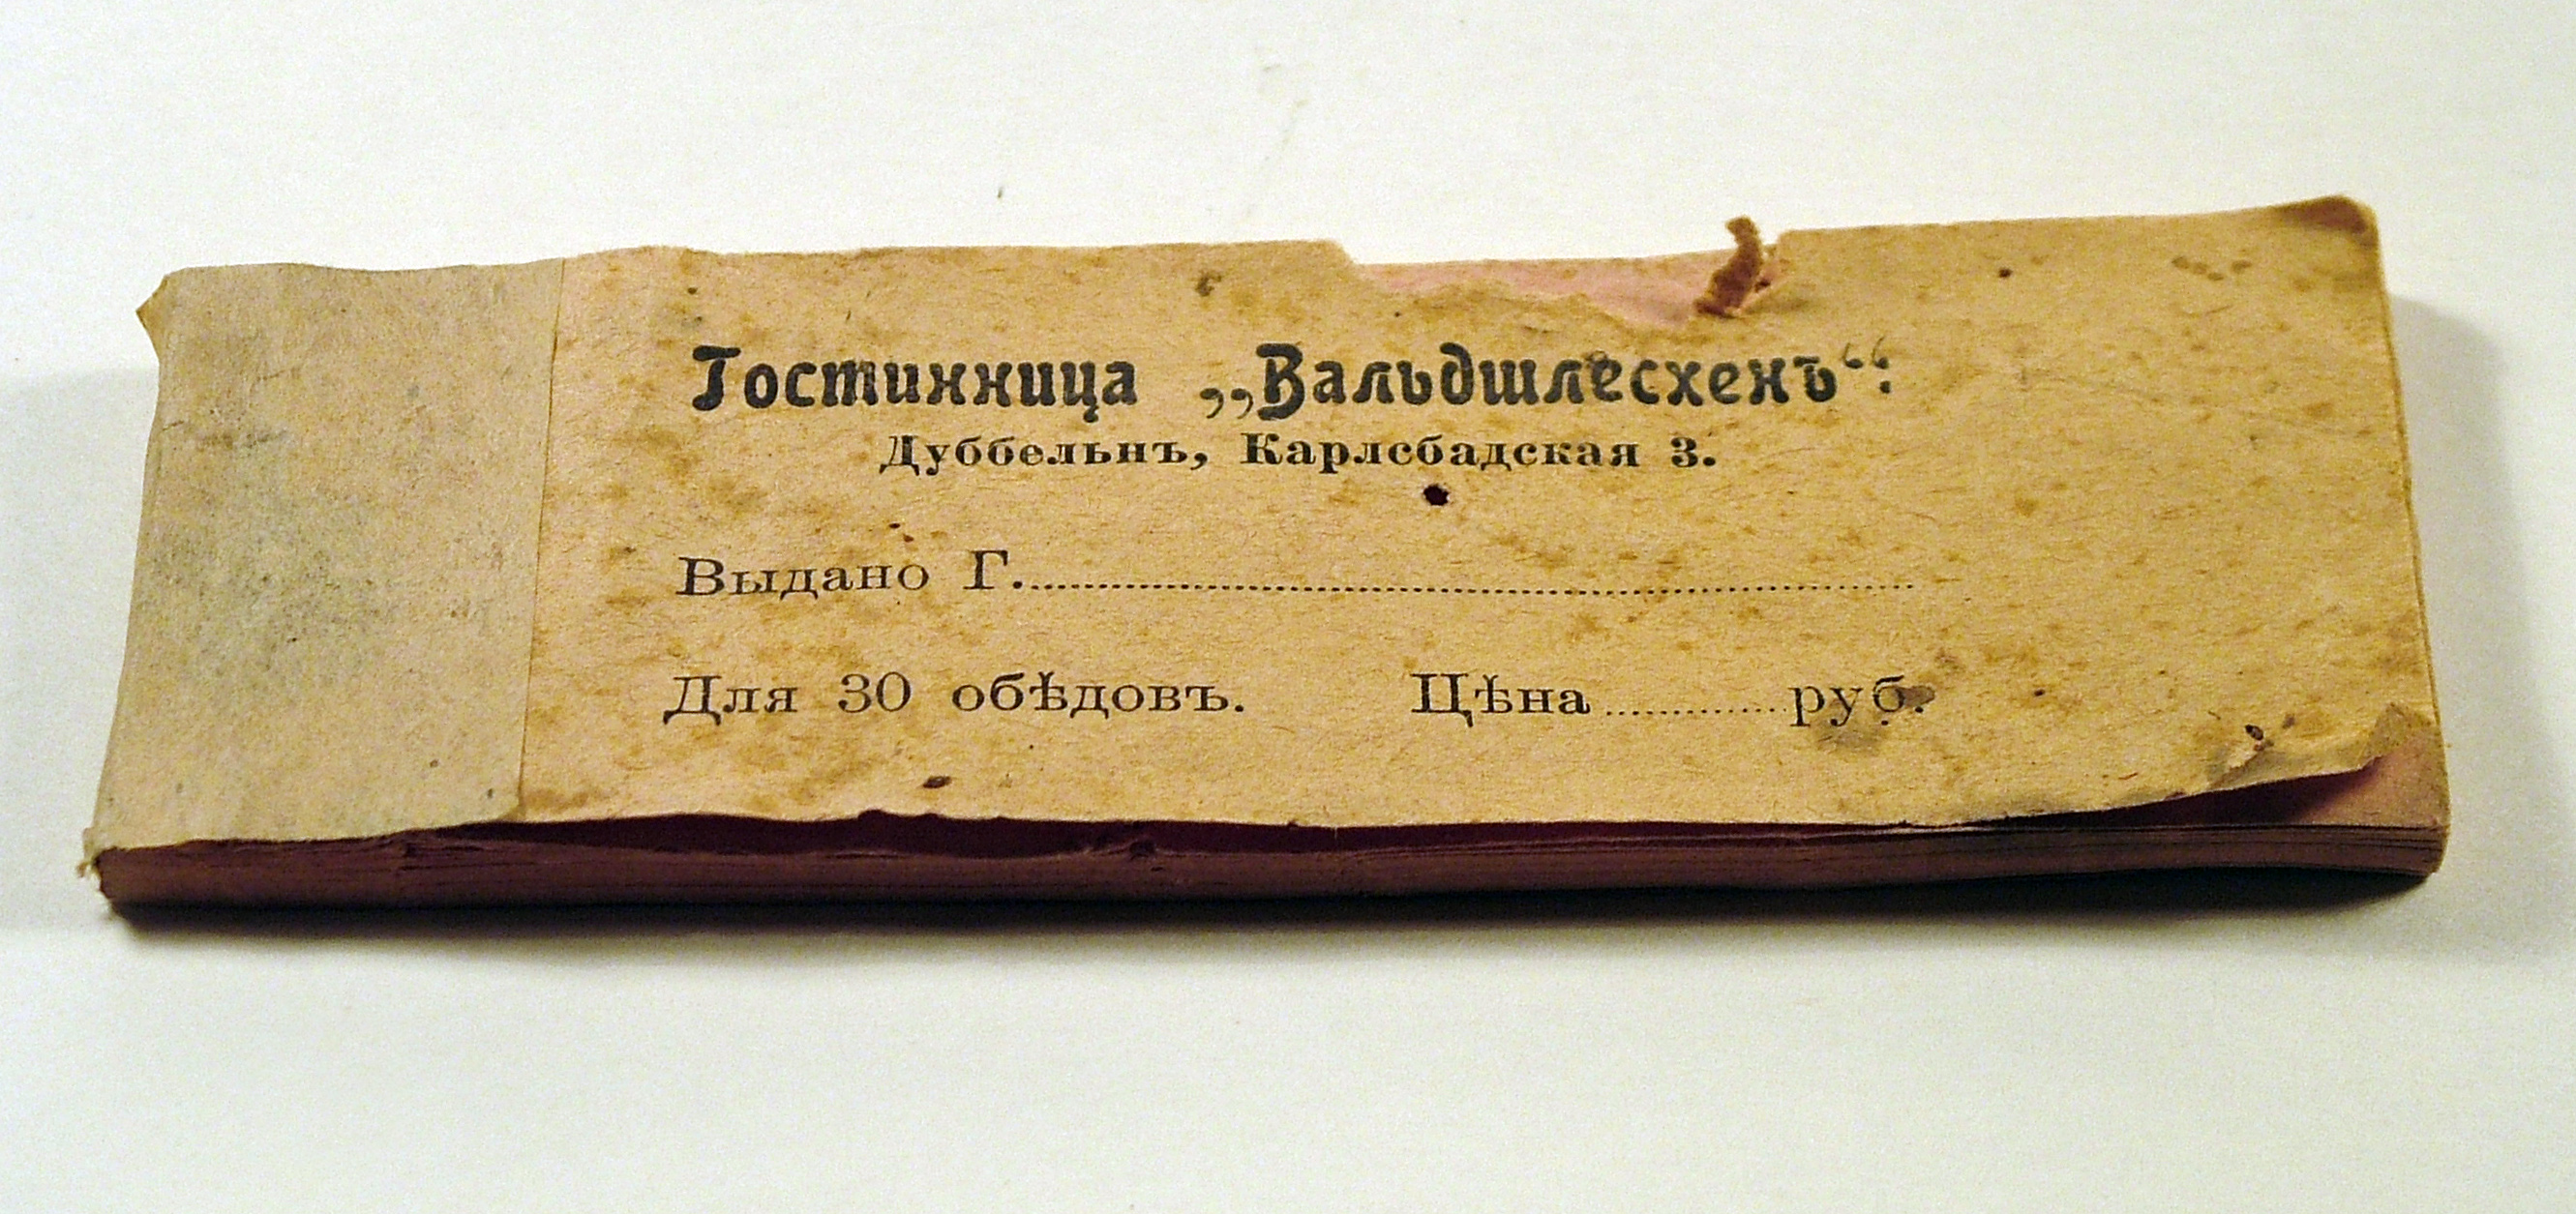 Гостинница „Вальдшлесхенъ“:
Дуббельнъ, Карлсбадская 3.
Выдано Г.
Для 30 обѣдовъ. Цѣна ............ руб.